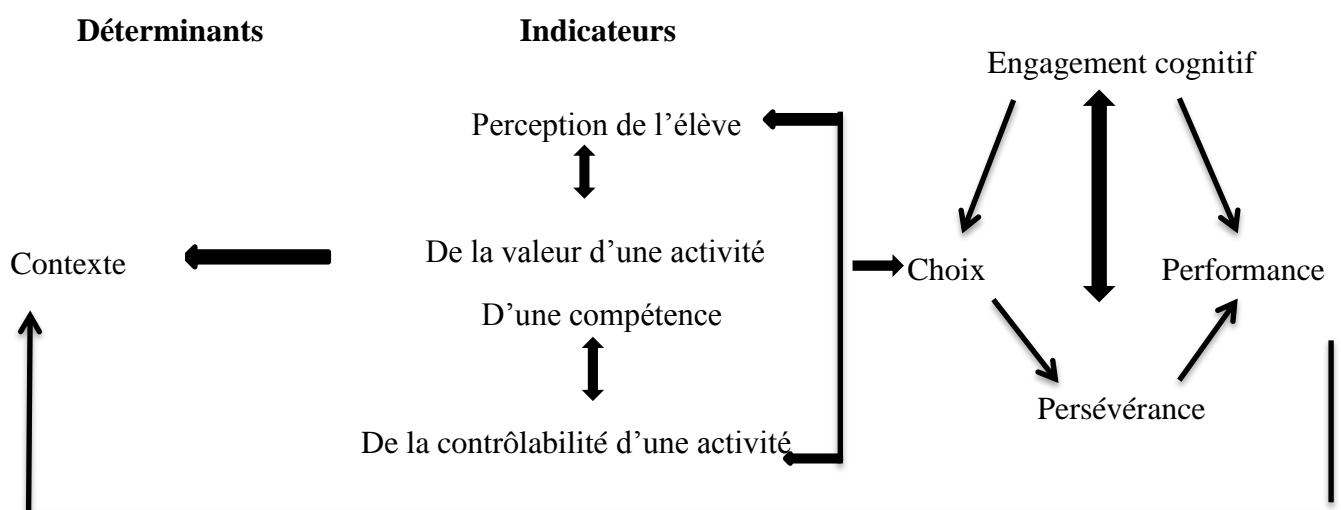 Déterminants
Indicateurs
Engagement cognitif
Perception de l’élève
De la valeur d’une activité
Contexte
Choix
Performance
D’une compétence
Persévérance
De la contrôlabilité d’une activité